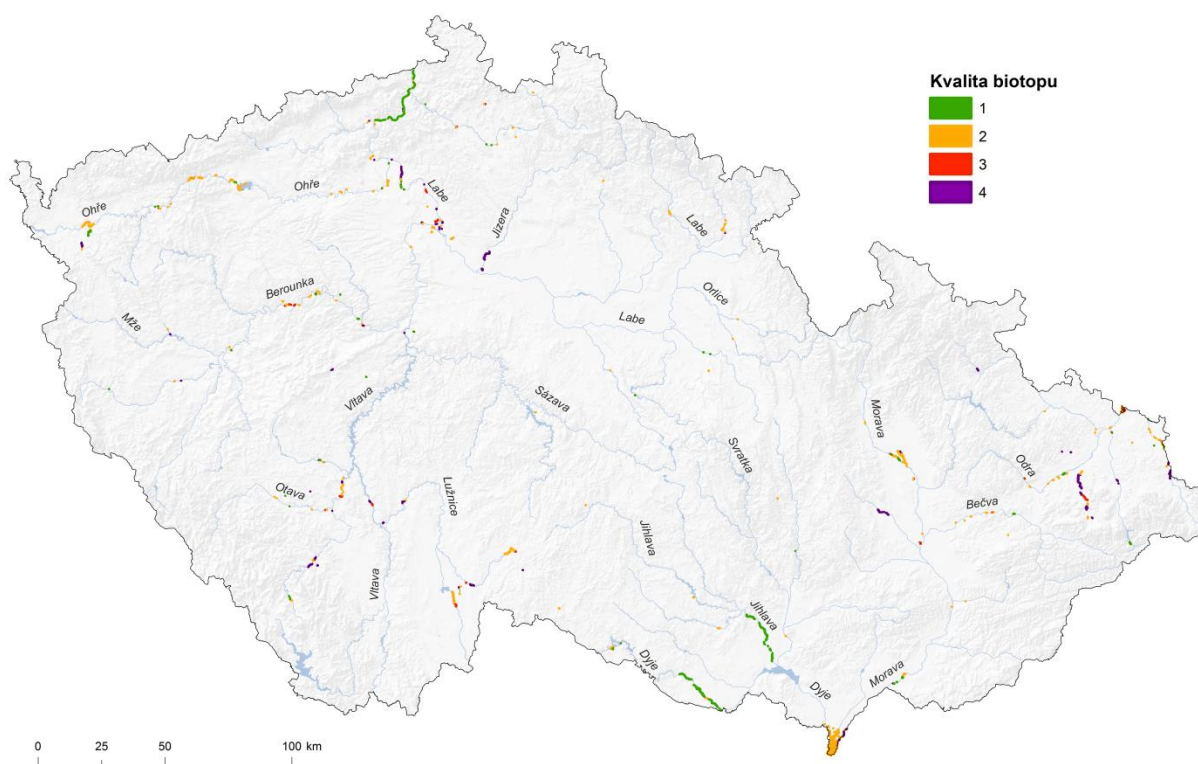 Kvalita biotopu
1
2
3
4
Labe
Ohře
Jizera
Ohře
Labe
Berounka
Orlice
Mže
Labe
Vltava
Sázava
Morava
Svratka
Odra
Otava
Lužnice
Bečva
Jihlava
Vltava
Jihlava
Dyje
Morava
Dyje
0 25 50 100 km